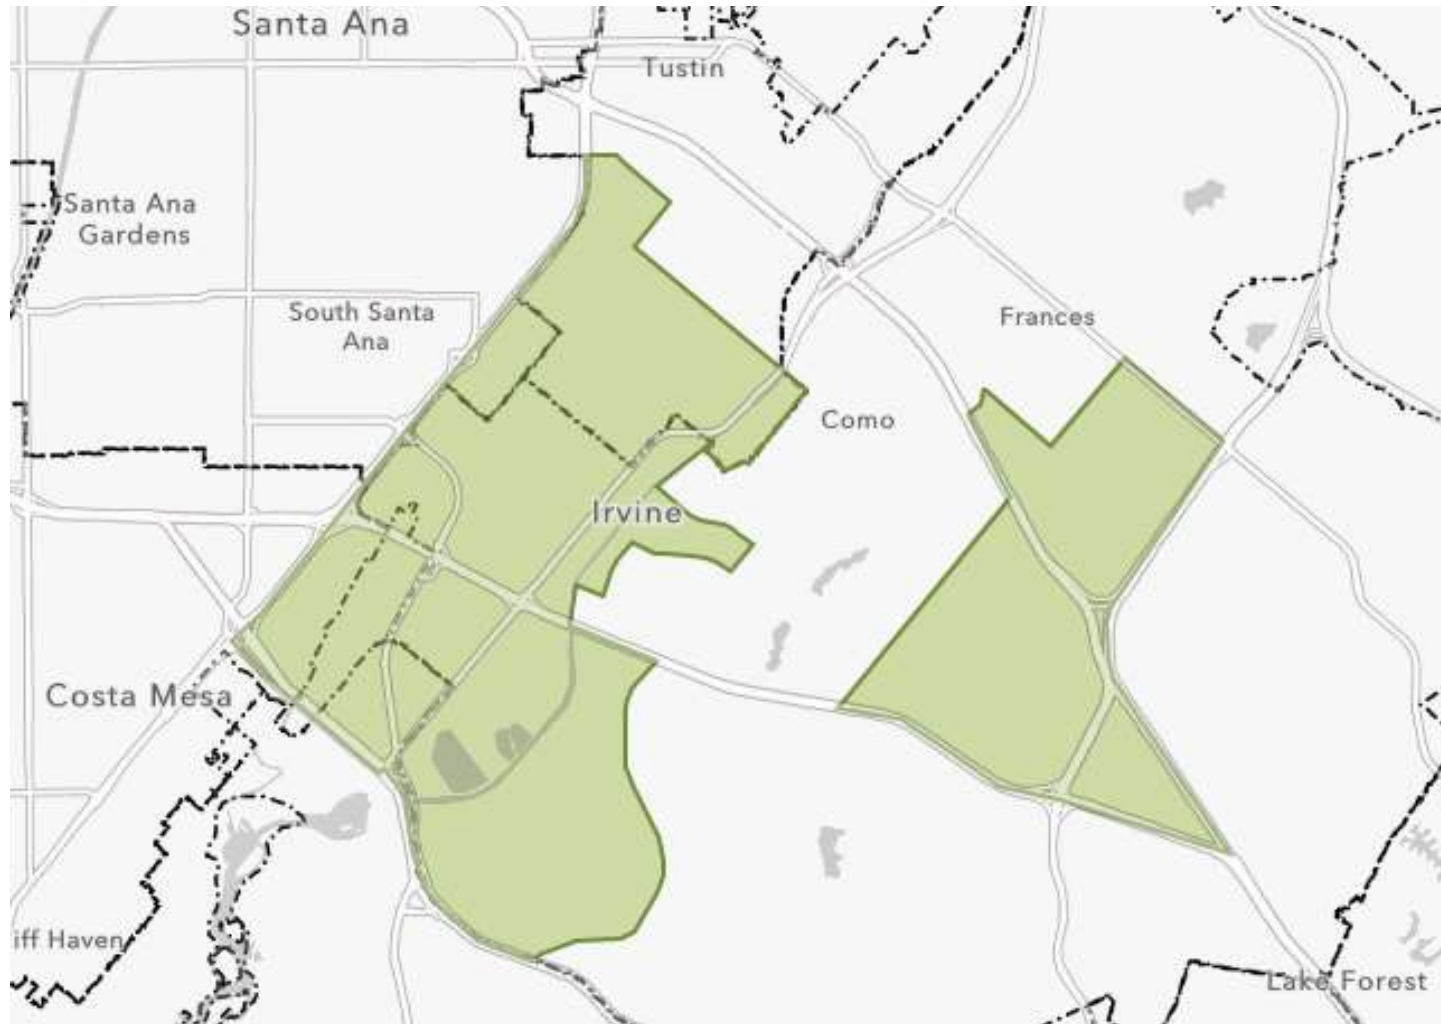 Santa Ana
Tustin
Santa Ana
Gardens
South Santa
Ana
Frances
Como
Irvine
Costa Mesa
iff Haven
Lake Forest